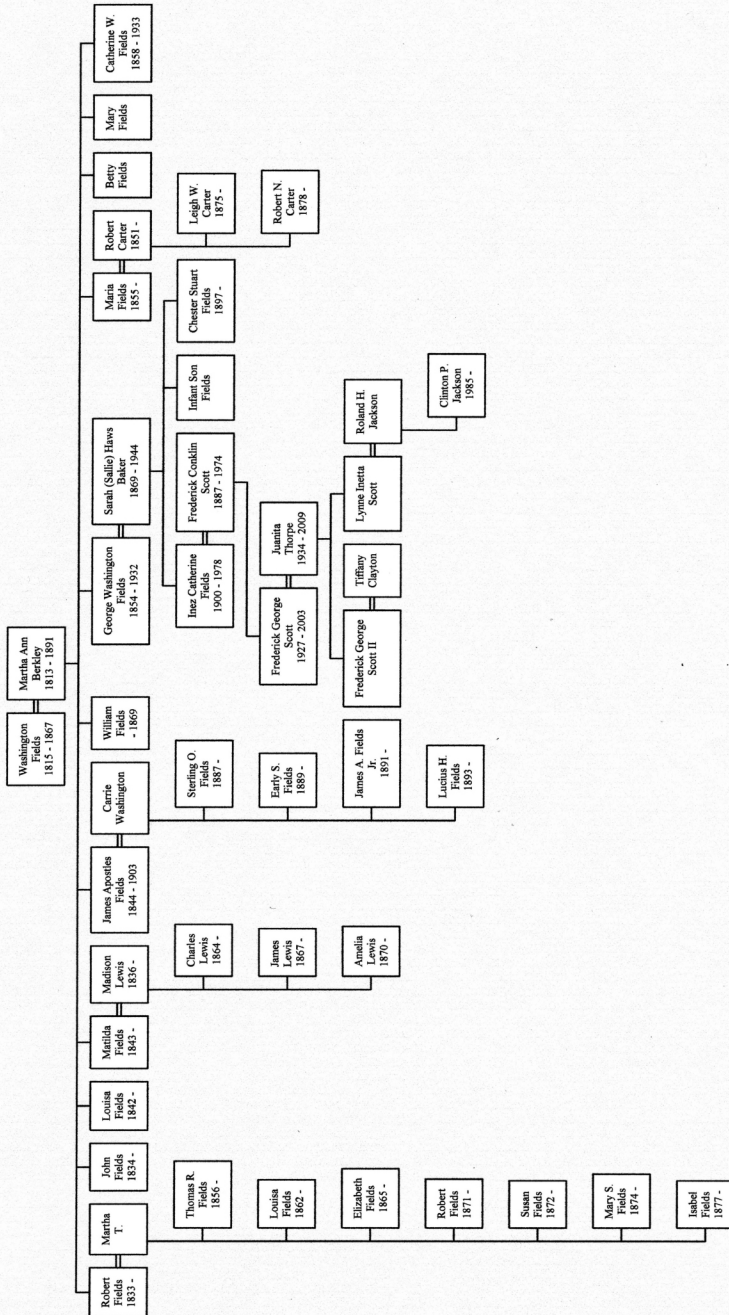 Washington
Fields
1815 - 1867
Martha Ann
Berkley
1813 - 1891
Robert
Fields
1833 -
Martha
T.
John
Fields
1834 -
Louisa
Fields
1842 -
Matilda
Fields
1843 -
Madison
Lewis
1836 -
James Apostles
Fields
1844 - 1903
Carrie
Washington
William
Fields
- 1869
George Washington
Fields
1854 - 1932
Sarah (Sallie) Haws
Baker
1869 - 1944
Maria
Fields
1855 -
Robert
Carter
1851 -
Betty
Fields
Mary
Fields
Catherine W.
Fields
1858 - 1933
Thomas R.
Fields
1856 -
Louisa
Fields
1862 -
Elizabeth
Fields
1865 -
Robert
Fields
1871 -
Susan
Fields
1872 -
Mary S.
Fields
1874 -
Isabel
Fields
1877 -
Charles
Lewis
1864 -
James
Lewis
1867 -
Amelia
Lewis
1870 -
Sterling O.
Fields
1887 -
Early S.
Fields
1889 -
James A. Fields
Jr.
1891 -
Lucius H.
Fields
1893 -
Inez Catherine
Fields
1900 - 1978
Frederick Conklin
Scott
1887 - 1974
Infant Son
Fields
Chester Stuart
Fields
1897 -
Frederick George
Scott
1927 - 2003
Juanita
Thorpe
1934 - 2009
Frederick George
Scott II
Tiffany
Clayton
Lynne Inetta
Scott
Roland H.
Jackson
Clinton P.
Jackson
1985 -
Leigh W.
Carter
1875 -
Robert N.
Carter
1878 -